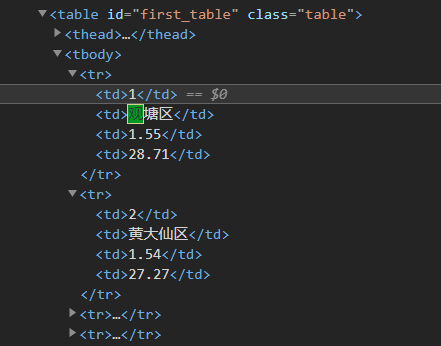 ▼<table id="first_table" class="table">
▶<thead>…</thead>
▼<tbody>
▼<tr>
<td>1</td> == $0
<td>观塘区</td>
<td>1.55</td>
<td>28.71</td>
</tr>
▼<tr>
<td>2</td>
<td>黄大仙区</td>
<td>1.54</td>
<td>27.27</td>
</tr>
▶<tr>…</tr>
▶<tr>…</tr>